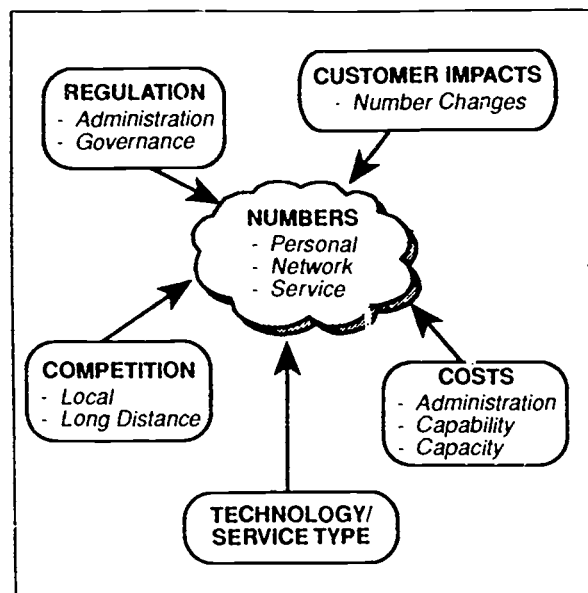 REGULATION
- Administration
- Governance
CUSTOMER IMPACTS
- Number Changes
NUMBERS
- Personal
- Network
- Service
COMPETITION
- Local
- Long Distance
COSTS
- Administration
- Capability
- Capacity
TECHNOLOGY/
SERVICE TYPE